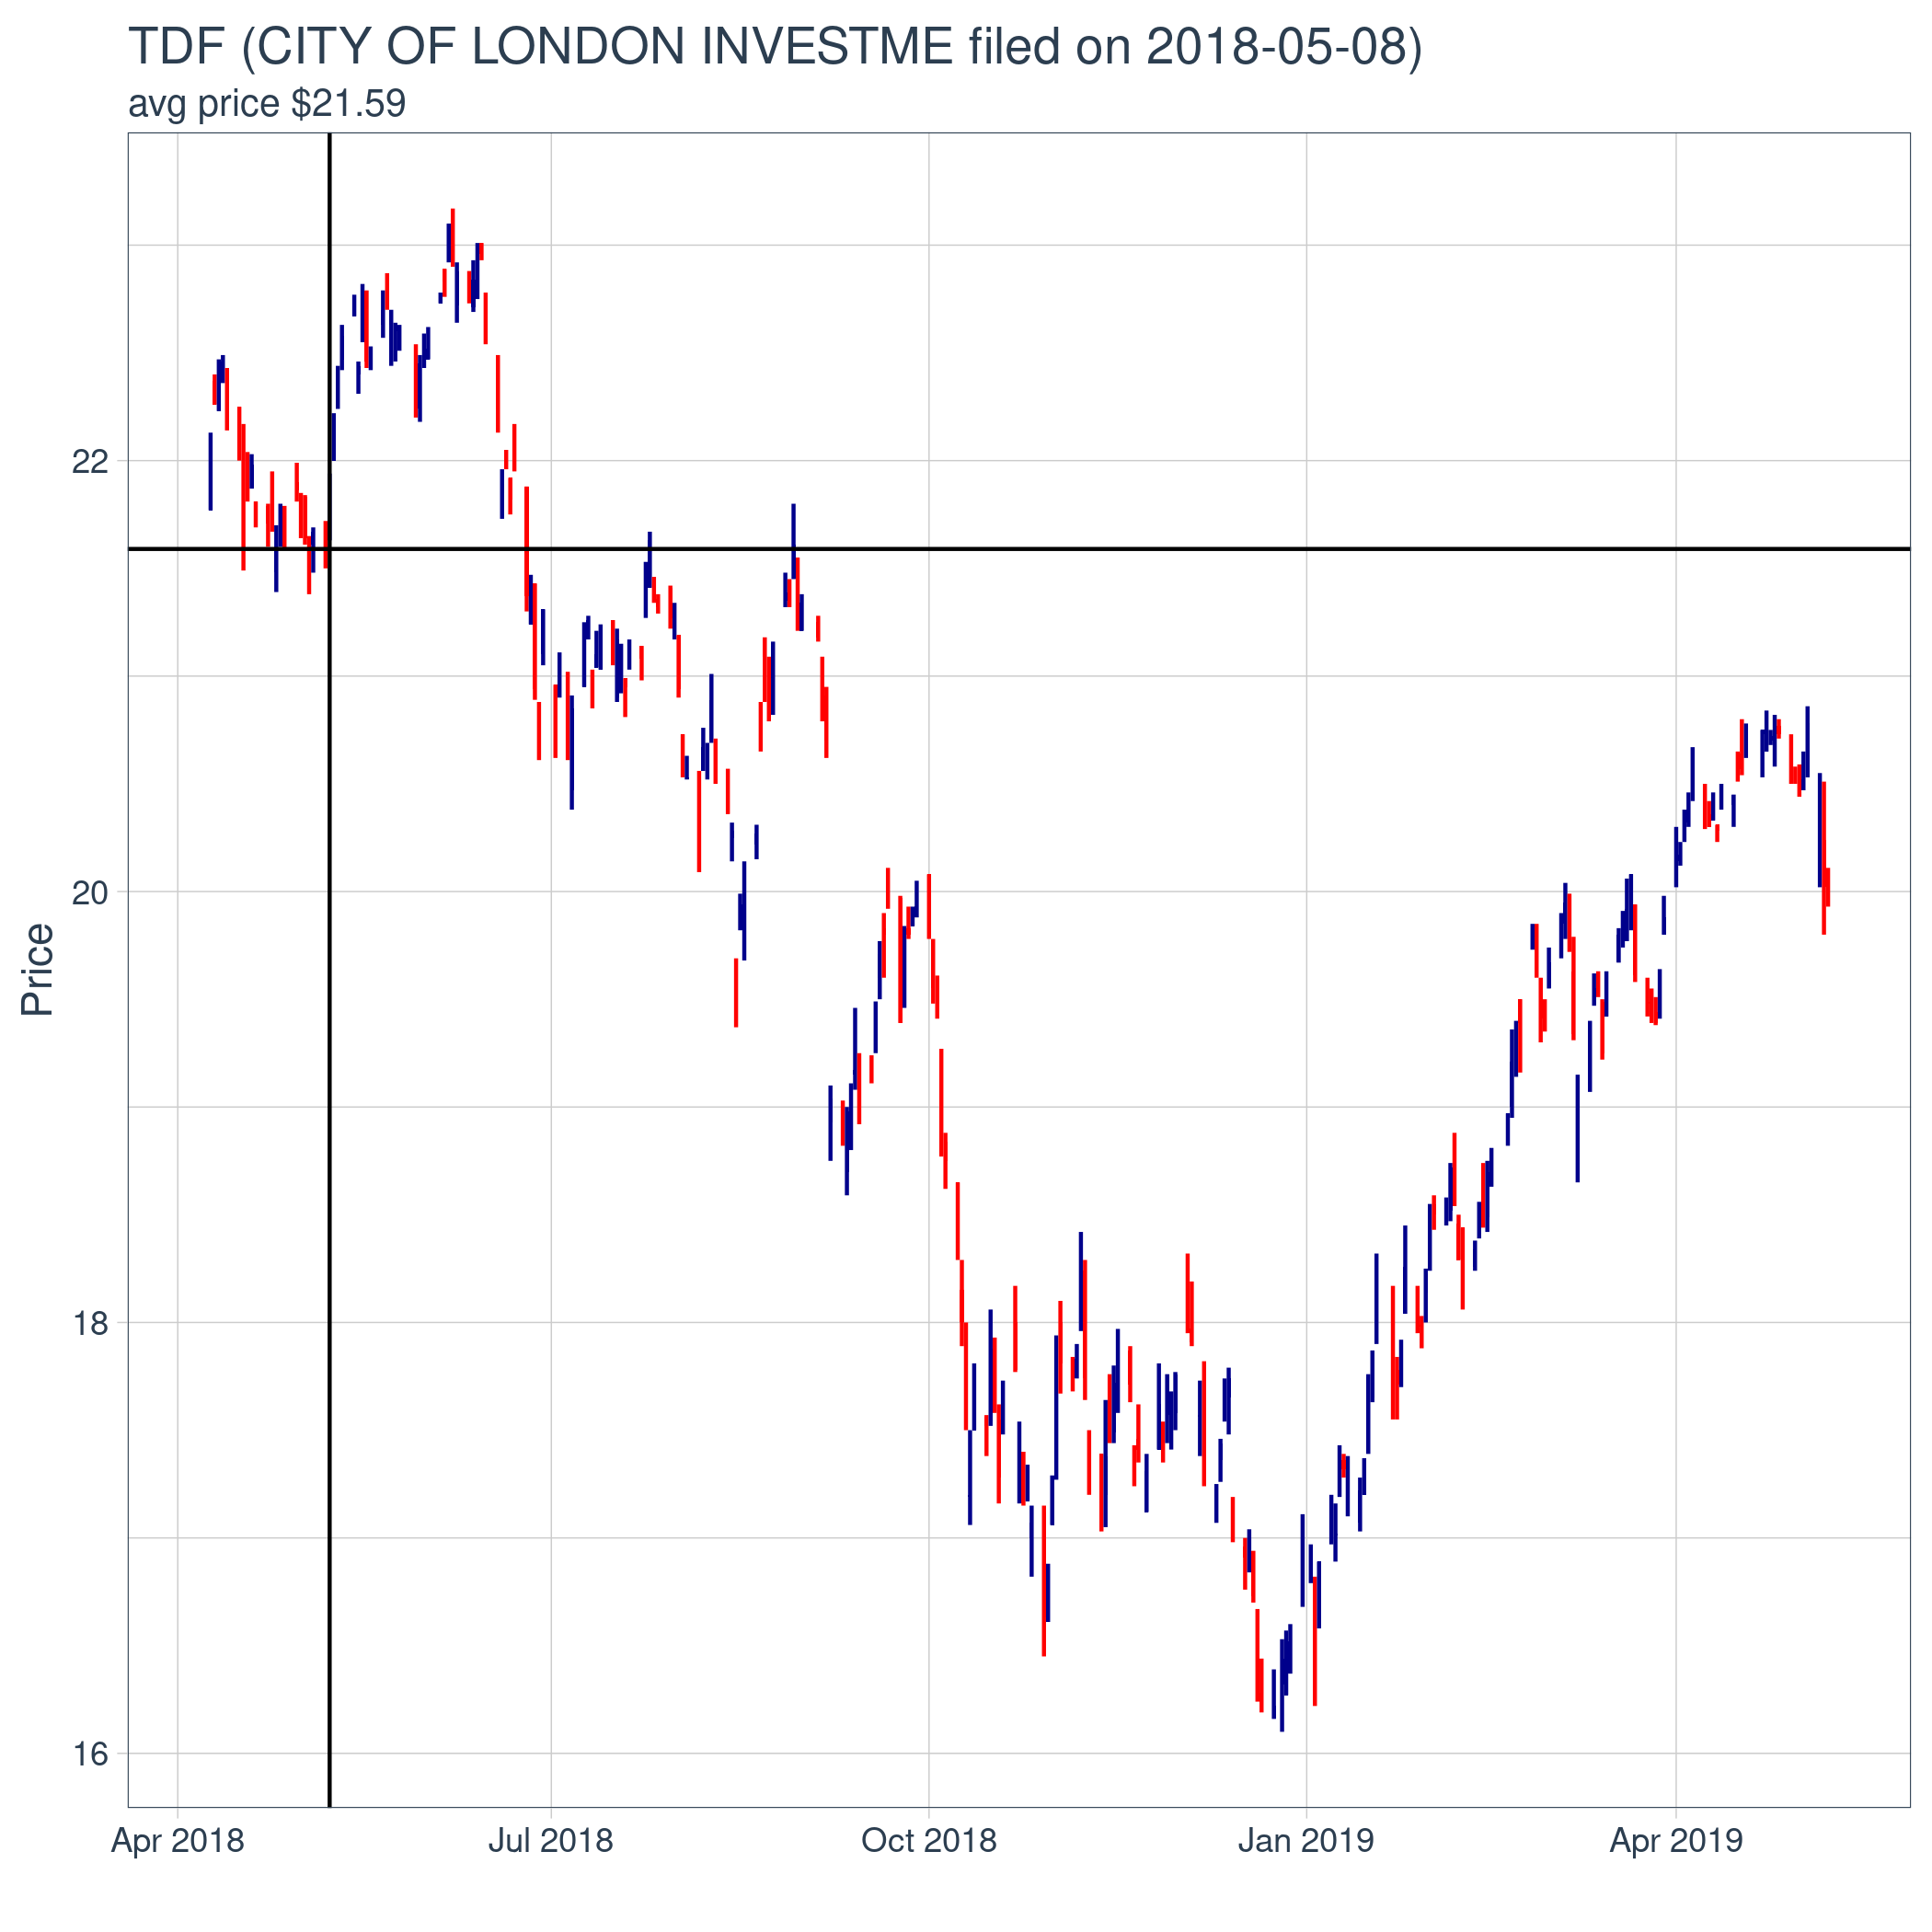 TDF (CITY OF LONDON INVESTME filed on 2018-05-08)
avg price $21.59
22
20
18
16
Price
Apr 2018 Jul 2018 Oct 2018 Jan 2019 Apr 2019